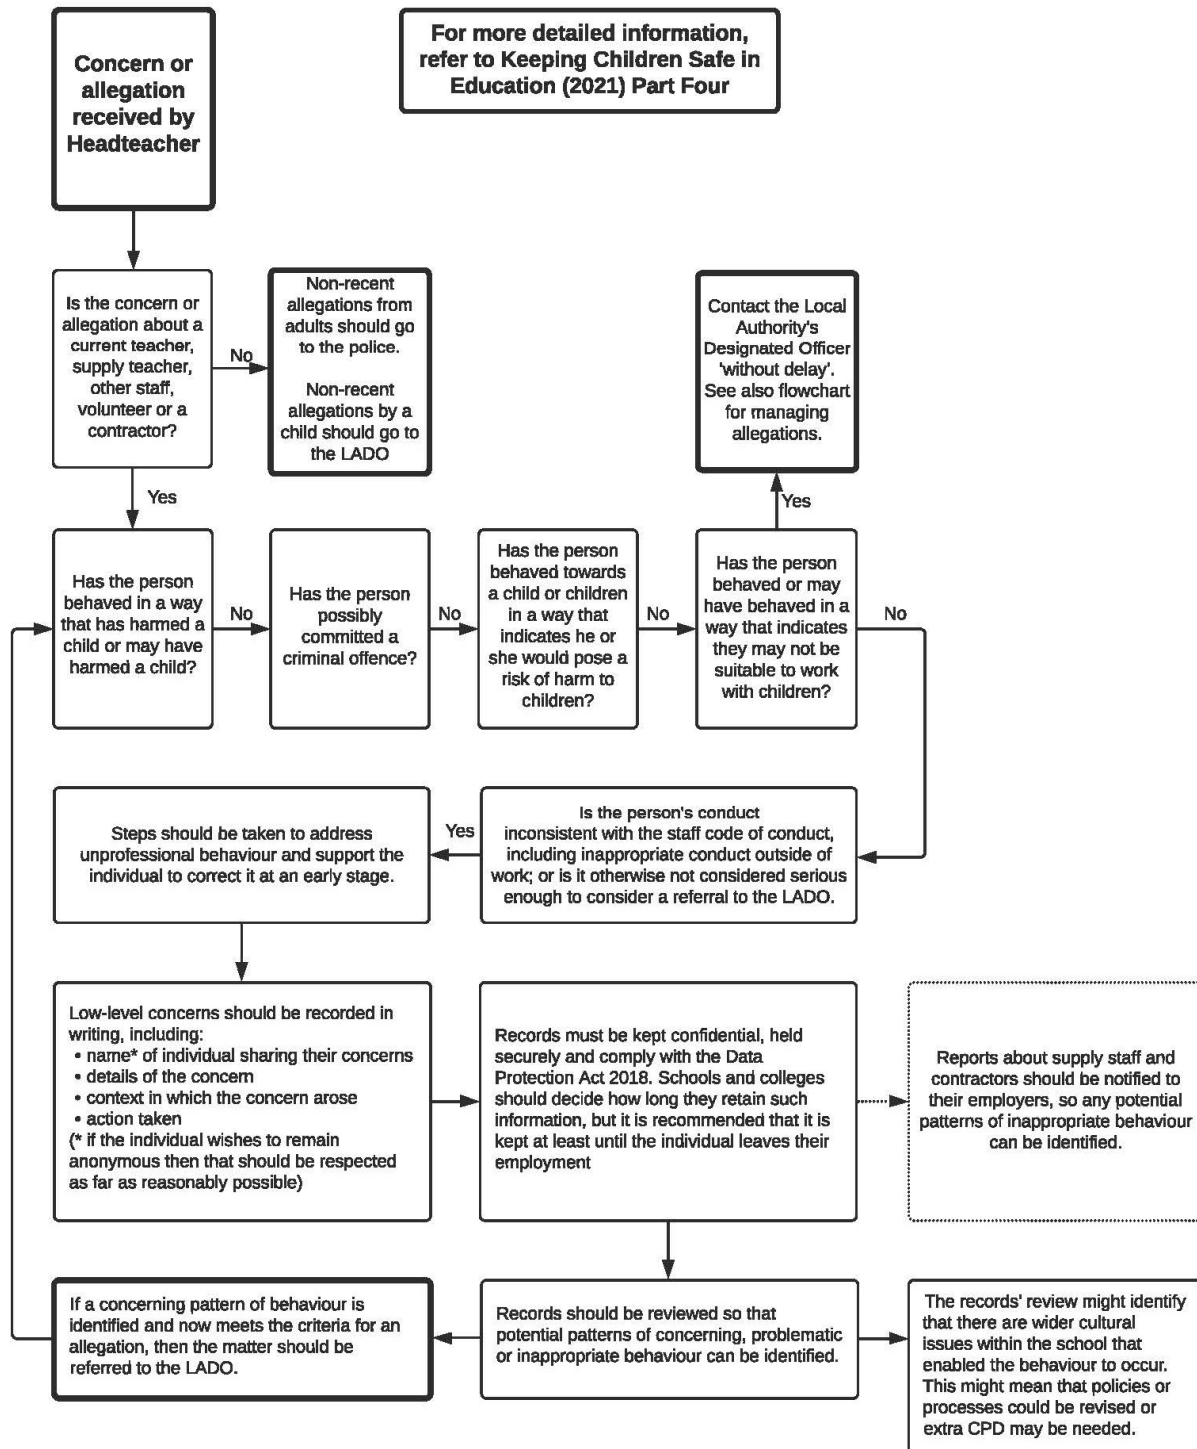 Concern or
allegation
received by
Headteacher
For more detailed information,
refer to Keeping Children Safe in
Education (2021) Part Four
Is the concern or
allegation about a
current teacher,
supply teacher,
other staff,
volunteer or a
contractor?
No
Non-recent
allegations from
adults should go
to the police.
Non-recent
allegations by a
child should go to
the LADO
Contact the Local
Authority's
Designated Officer
'without delay'.
See also flowchart
for managing
allegations.
Yes
Yes
Has the person
behaved in a way
that has harmed a
child or may have
harmed a child?
No
Has the person
possibly
committed a
criminal offence?
No
Has the person
behaved towards
a child or children
in a way that
indicates he or
she would pose a
risk of harm to
children?
No
Has the person
behaved or may
have behaved in a
way that indicates
they may not be
suitable to work
with children?
No
Steps should be taken to address
unprofessional behaviour and support the
individual to correct it at an early stage.
Yes
Is the person's conduct
inconsistent with the staff code of conduct,
including inappropriate conduct outside of
work; or is it otherwise not considered serious
enough to consider a referral to the LADO.
Low-level concerns should be recorded in
writing, including:
• name* of individual sharing their concerns
• details of the concern
• context in which the concern arose
• action taken
(* if the individual wishes to remain
anonymous then that should be respected
as far as reasonably possible)
Records must be kept confidential, held
securely and comply with the Data
Protection Act 2018. Schools and colleges
should decide how long they retain such
information, but it is recommended that it is
kept at least until the individual leaves their
employment
Reports about supply staff and
contractors should be notified to
their employers, so any potential
patterns of inappropriate behaviour
can be identified.
If a concerning pattern of behaviour is
identified and now meets the criteria for an
allegation, then the matter should be
referred to the LADO.
Records should be reviewed so that
potential patterns of concerning, problematic
or inappropriate behaviour can be identified.
The records' review might identify
that there are wider cultural
issues within the school that
enabled the behaviour to occur.
This might mean that policies or
processes could be revised or
extra CPD may be needed.